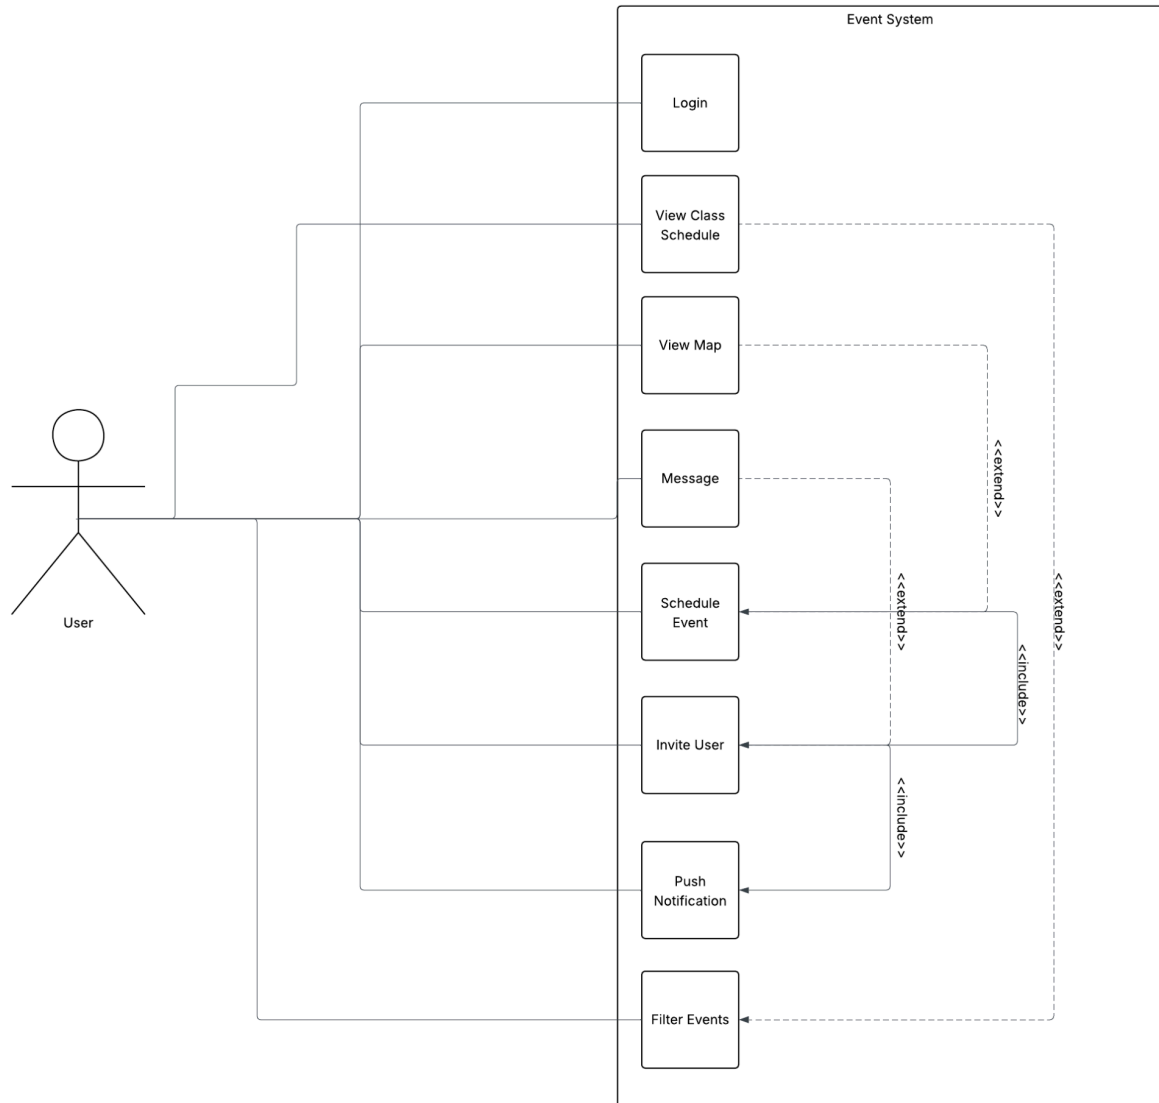 Event System
Login
View Class
Schedule
View Map
Message
<<extend>>
Schedule
Event
<<extend>>
<<extend>>
User
<<include>>
Invite User
<<include>>
Push
Notification
Filter Events